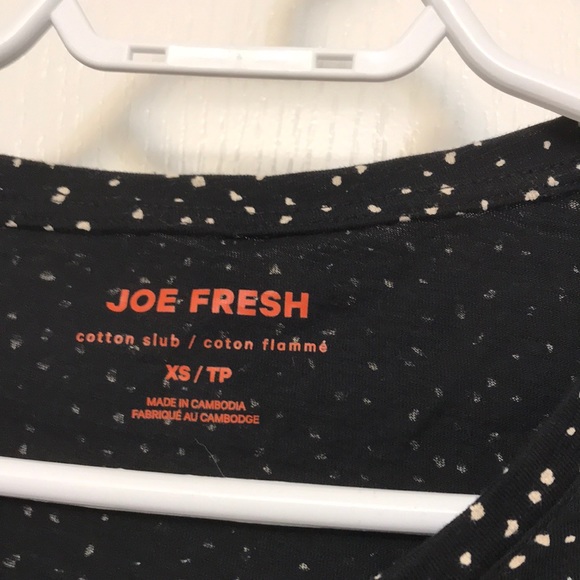 JOE FRESH
cotton slub / coton flammé
XS / TP
MADE IN CAMBODIA
FABRIQUÉ AU CAMBODGE